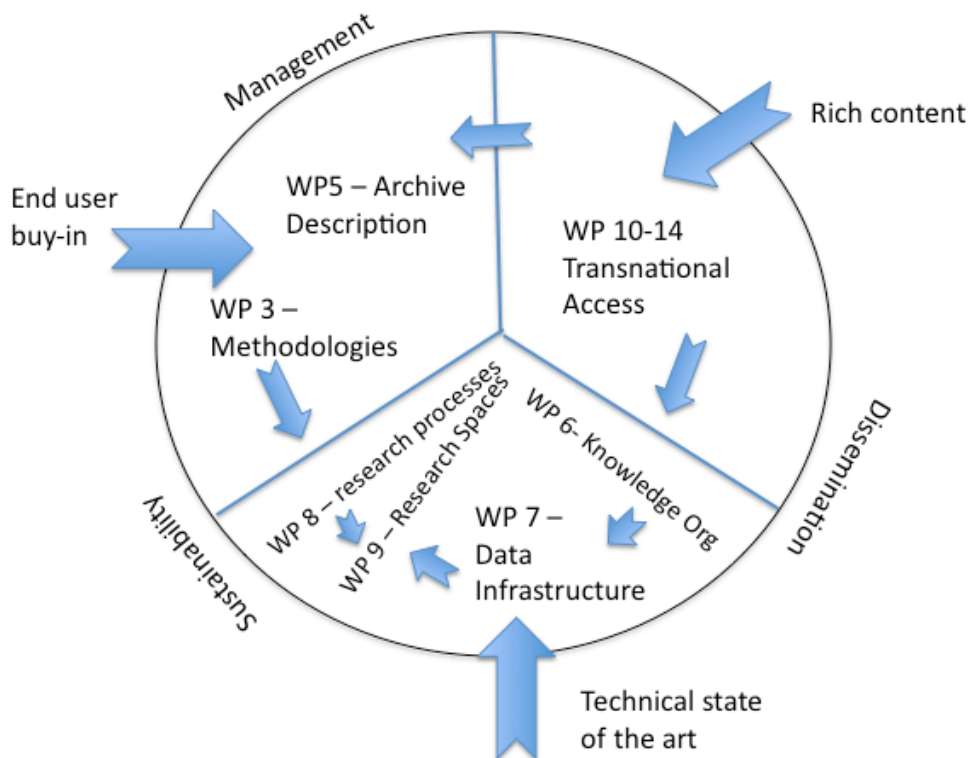 Management
Rich content
End user
buy-in
WP5 – Archive
Description
WP 10-14
Transnational
Access
WP 3 –
Methodologies
WP 8 – research processes
WP 9 – Research Spaces
WP 6- Knowledge Org
WP 7 –
Data
Infrastructure
Sustainability
Dissemination
Technical state
of the art